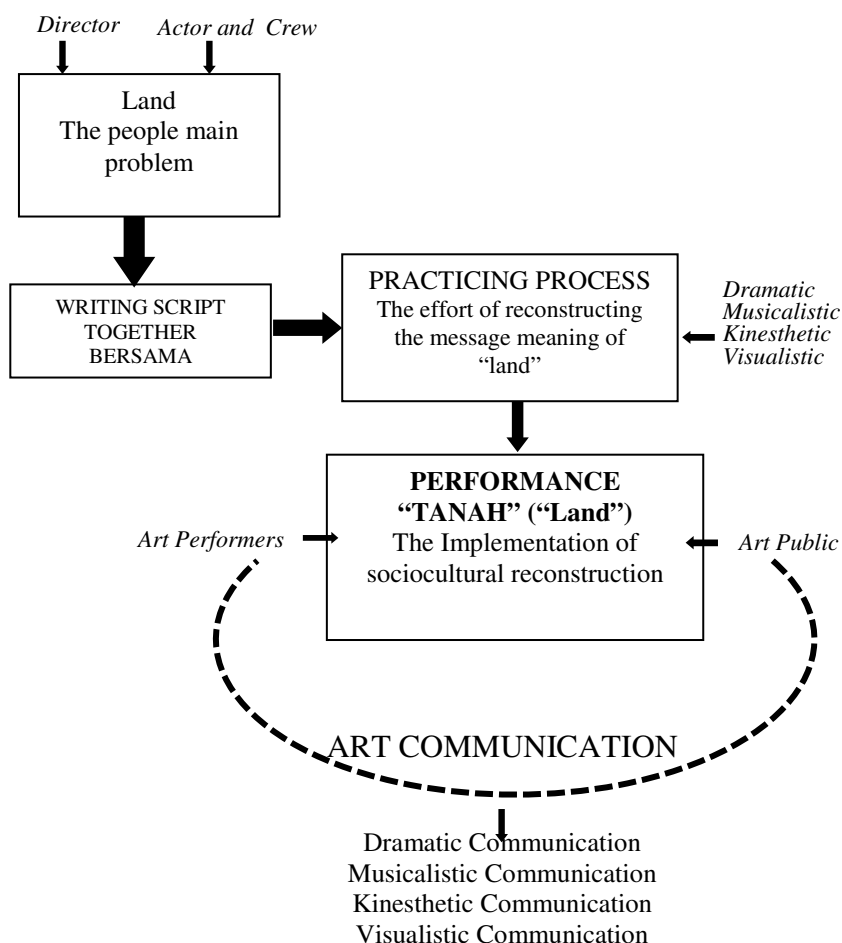 Director
Actor and Crew
Land
The people main
problem
WRITING SCRIPT
TOGETHER
BERSAMA
PRACTICING PROCESS
The effort of reconstructing
the message meaning of
“land”
Dramatic
Musicalistic
Kinesthetic
Visualistic
PERFORMANCE
“TANAH” (“Land”)
The Implementation of
sociocultural reconstruction
Art Performers
Art Public
ART COMMUNICATION
Dramatic Communication
Musicalistic Communication
Kinesthetic Communication
Visualistic Communication